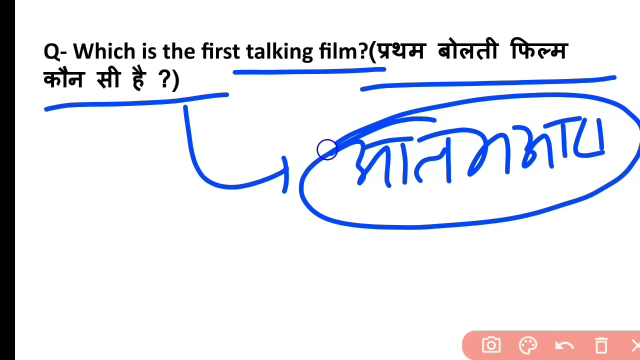 Q- Which is the first talking film?(प्रथम बोलती फिल्म
कौन सी है ?)
आलमआरा